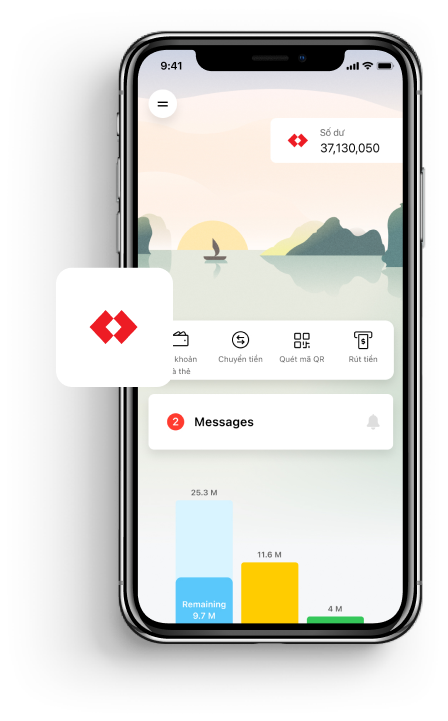 9:41
Số dư
37,130,050
khoản
à thẻ
Chuyển tiền
Quét mã QR
Rút tiền
2 Messages
25.3 M
11.6 M
Remaining
9.7 M
4 M